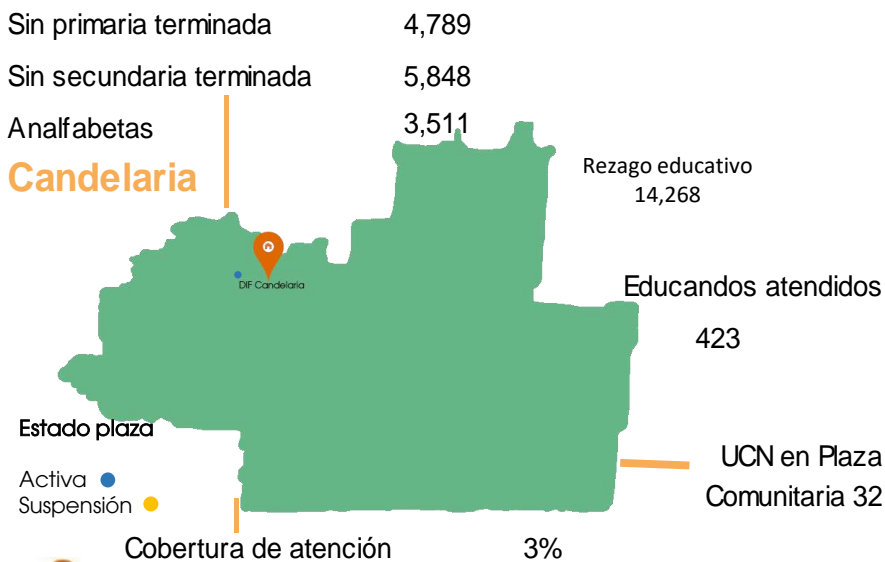 Sin primaria terminada 4,789
Sin secundaria terminada 5,848
Analfabetas 3,511
Candelaria
Rezago educativo
14,268
DIF Candelaria
Educandos atendidos
423
Estado plaza
Activa
Suspensión
UCN en Plaza
Comunitaria 32
Cobertura de atención 3%